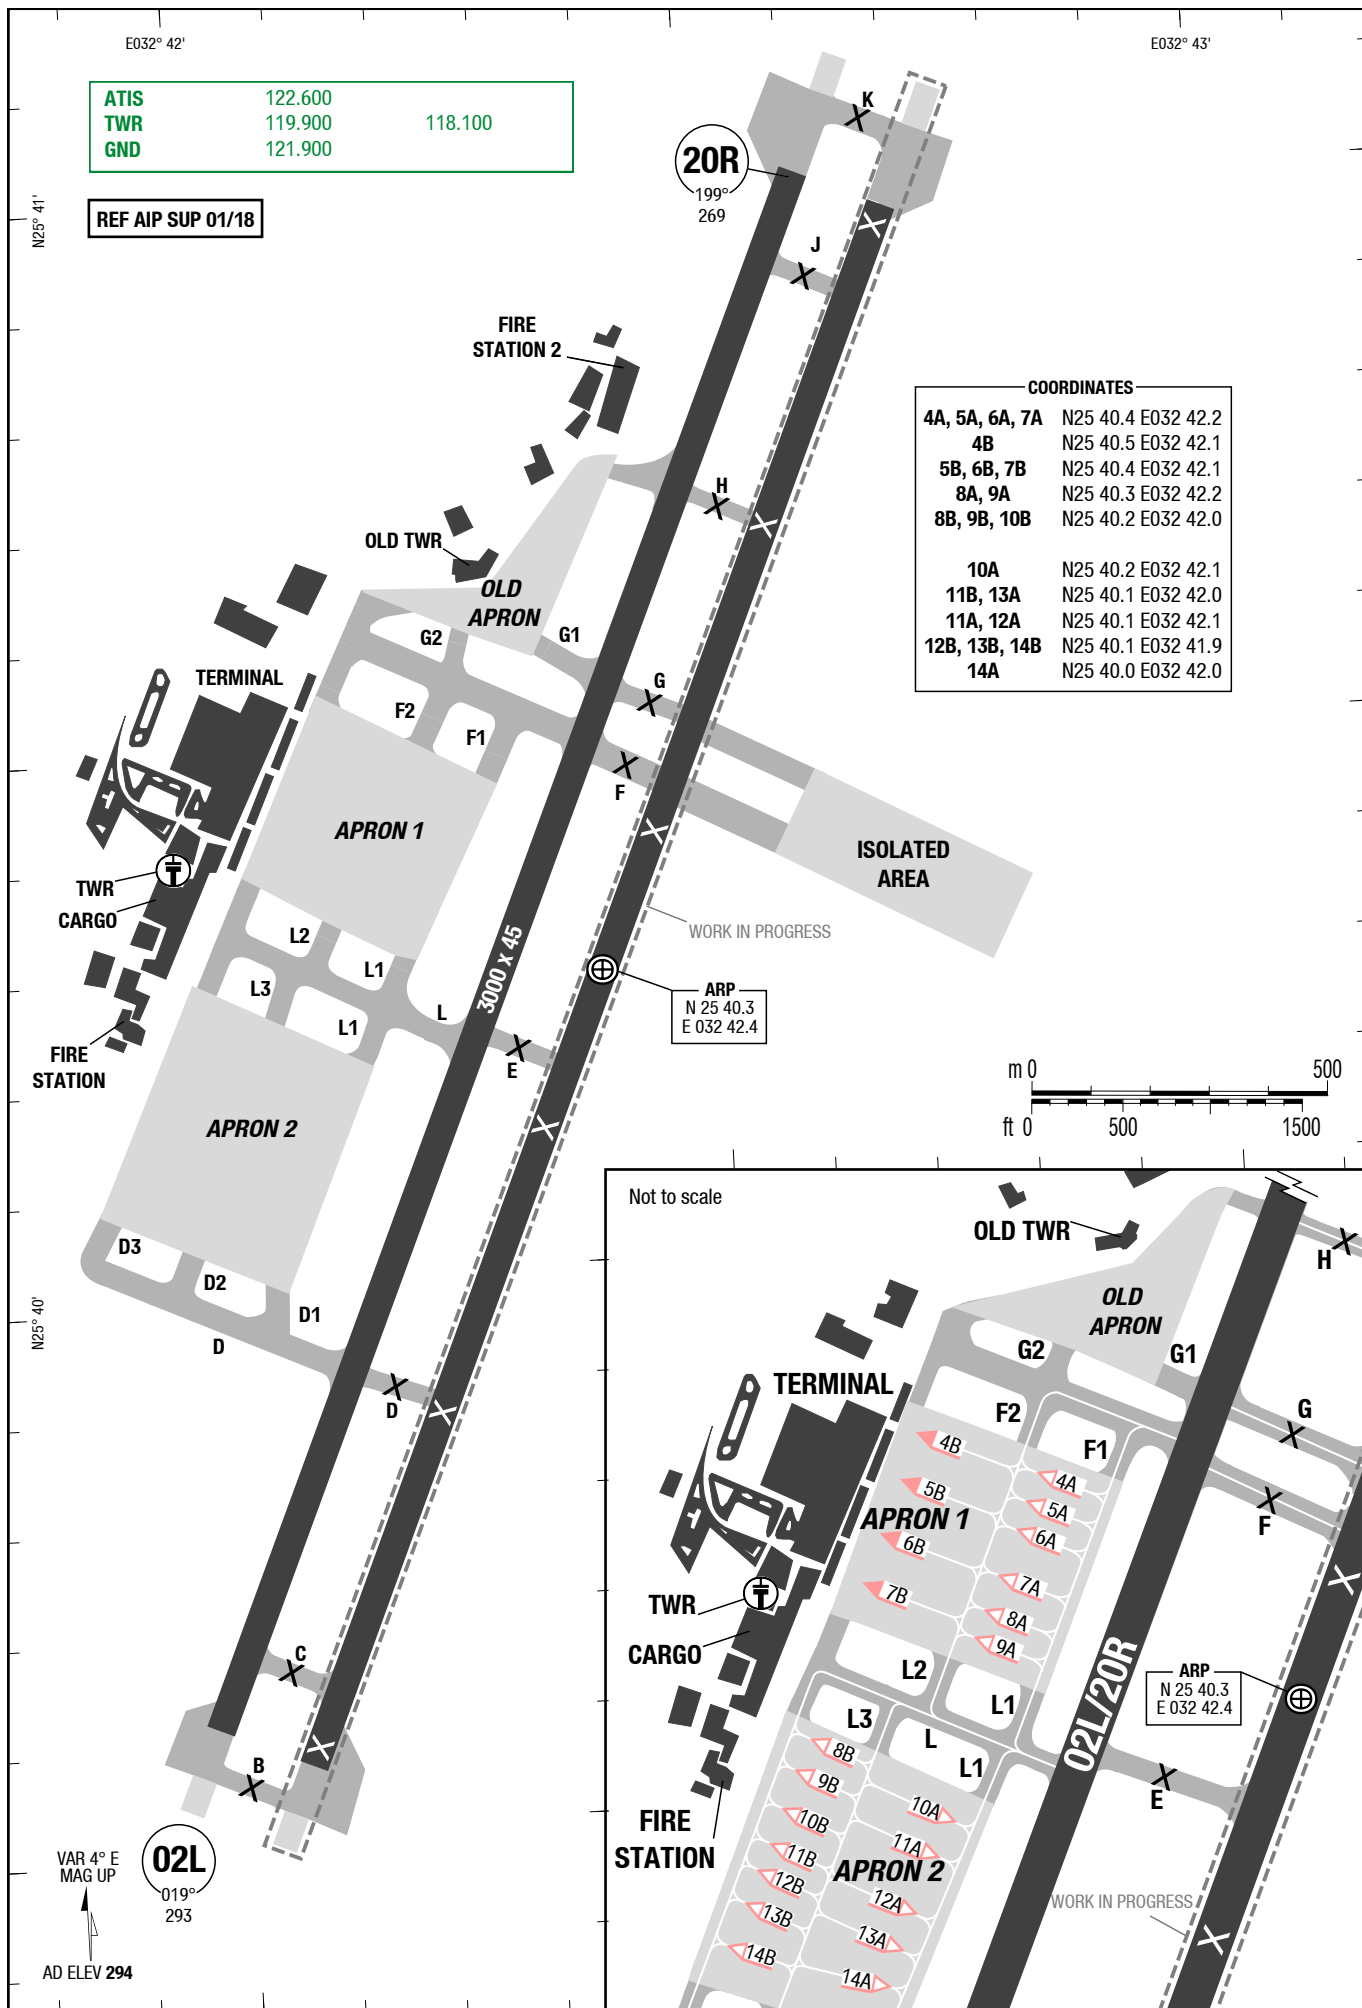 E032° 42'
E032° 43'
ATIS 122.600
TWR 119.900 118.100
GND 121.900
REF AIP SUP 01/18
N25° 41'
K
20R
199°
269
J
X
FIRE
STATION 2
COORDINATES
4A, 5A, 6A, 7A N25 40.4 E032 42.2
4B N25 40.5 E032 42.1
5B, 6B, 7B N25 40.4 E032 42.1
8A, 9A N25 40.3 E032 42.2
8B, 9B, 10B N25 40.2 E032 42.0
10A N25 40.2 E032 42.1
11B, 13A N25 40.1 E032 42.0
11A, 12A N25 40.1 E032 42.1
12B, 13B, 14B N25 40.1 E032 41.9
14A N25 40.0 E032 42.0
H
X
OLD TWR
OLD
APRON
G2
G1
TERMINAL
G
F2
F1
F
APRON 1
X
ISOLATED
AREA
TWR
CARGO
WORK IN PROGRESS
L2
L1
3000 x 45
ARP
N 25 40.3
E 032 42.4
L3
L1
L
E
FIRE
STATION
m 0 500
ft 0 500 1500
APRON 2
X
D3
D2
D1
D
N25° 40'
D
X
C
X
B
02L
019°
293
VAR 4° E
MAG UP
AD ELEV 294
Not to scale
OLD TWR
H
OLD
APRON
G2
G1
TERMINAL
F2
G
4B
F1
4A
5B
5A
APRON 1
6A
F
6B
7A
7B
X
TWR
8A
CARGO
9A
L2
02L/20R
ARP
N 25 40.3
E 032 42.4
L1
L3
L
8B
L1
9B
E
10A
FIRE
STATION
10B
11A
11B
APRON 2
12B
12A
WORK IN PROGRESS
13B
13A
X
14B
14A